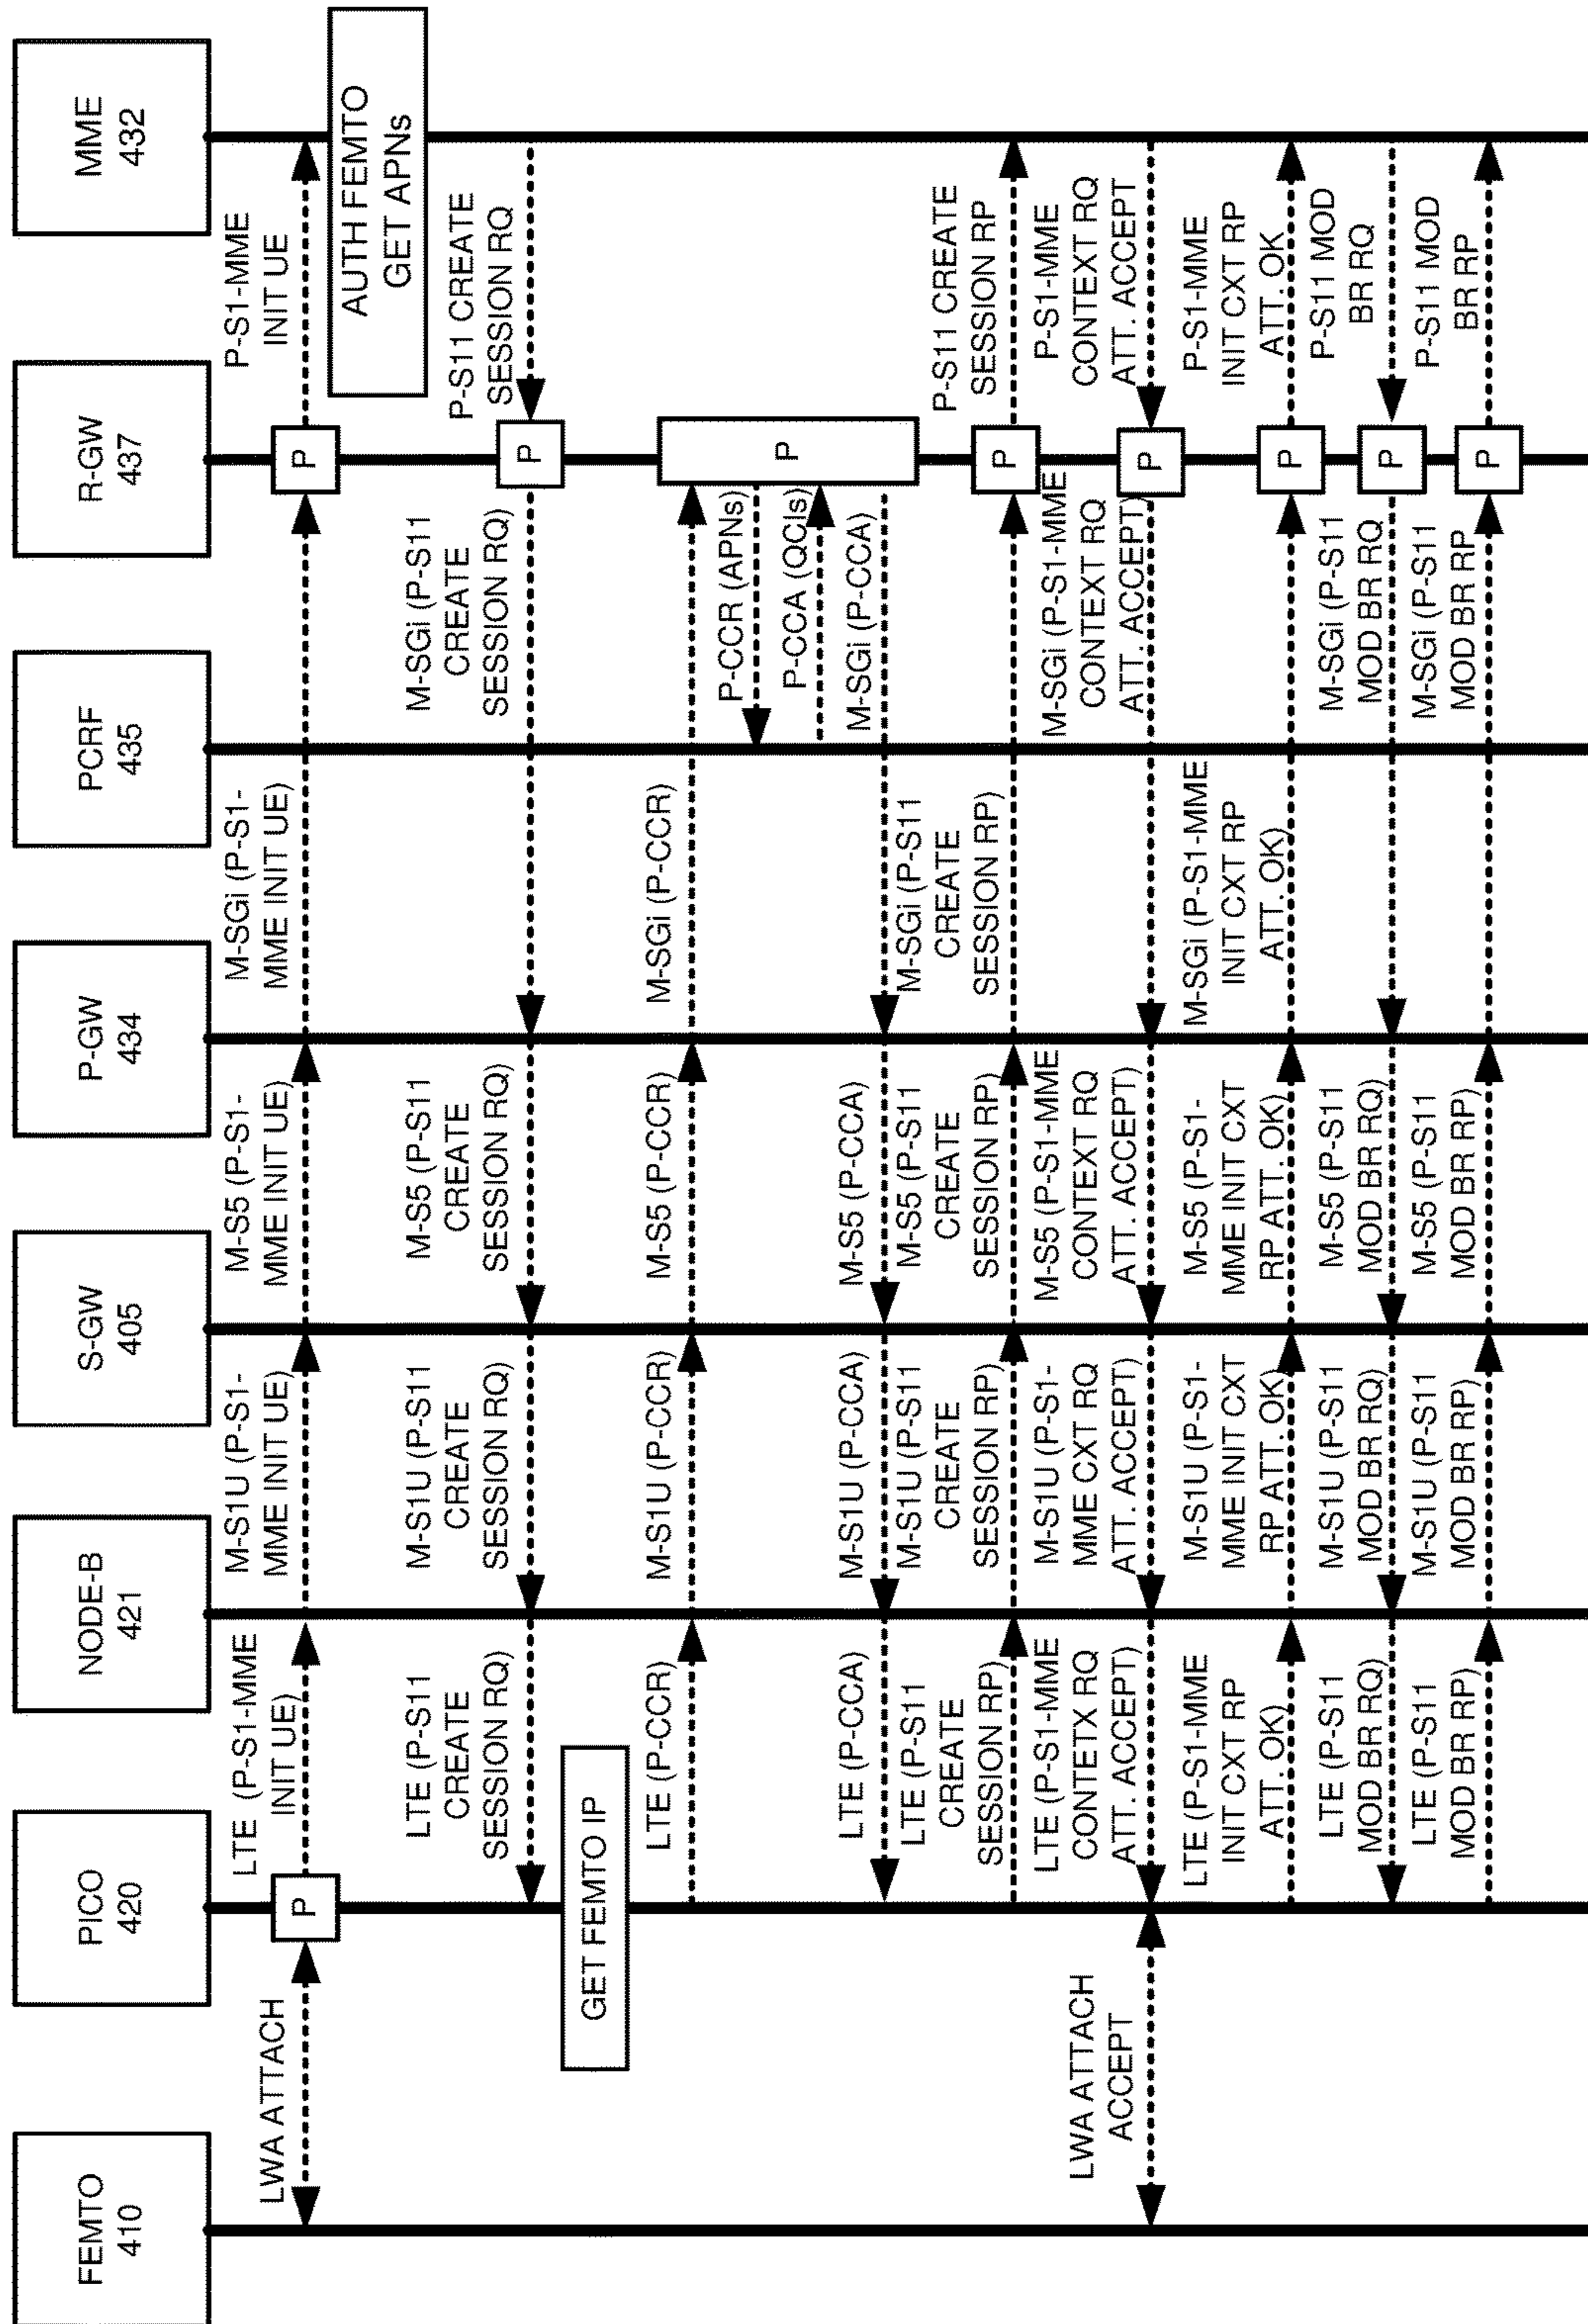 FEMTO
410
PICO
420
NODE-B
421
S-GW
405
P-GW
434
PCRF
435
R-GW
437
MME
432
LWA ATTACH
P
LTE (P-S1-MME
INIT UE)
M-S1U (P-S1-
MME INIT UE)
M-S5 (P-S1-
MME INIT UE)
M-SGi (P-S1-
MME INIT UE)
P
P-S1-MME
INIT UE
AUTH FEMTO
GET APNs
LTE (P-S11
CREATE
SESSION RQ)
M-S1U (P-S11
CREATE
SESSION RQ)
M-S5 (P-S11
CREATE
SESSION RQ)
M-SGi (P-S11
CREATE
SESSION RQ)
P
P-S11 CREATE
SESSION RQ
GET FEMTO IP
LTE (P-CCR)
M-S1U (P-CCR)
M-S5 (P-CCR)
M-SGi (P-CCR)
P-CCR (APNs)
P
P-CCA (QCIs)
LTE (P-CCA)
M-S1U (P-CCA)
M-S5 (P-CCA)
M-SGi (P-CCA)
LTE (P-S11
CREATE
SESSION RP)
M-S1U (P-S11
CREATE
SESSION RP)
M-S5 (P-S11
CREATE
SESSION RP)
M-SGi (P-S11
CREATE
SESSION RP)
P
P-S11 CREATE
SESSION RP
LWA ATTACH
ACCEPT
LTE (P-S1-MME
CONTETX RQ
ATT. ACCEPT)
M-S1U (P-S1-
MME CXT RQ
ATT. ACCEPT)
M-S5 (P-S1-MME
CONTEXT RQ
ATT. ACCEPT)
M-SGi (P-S1-MME
CONTEXT RQ
ATT. ACCEPT)
P
P-S1-MME
CONTEXT RQ
ATT. ACCEPT
LTE (P-S1-MME
INIT CXT RP
ATT. OK)
M-S1U (P-S1-
MME INIT CXT
RP ATT. OK)
M-S5 (P-S1-
MME INIT CXT
RP ATT. OK)
M-SGi (P-S1-MME
INIT CXT RP
ATT. OK)
P
P-S1-MME
INIT CXT RP
ATT. OK
LTE (P-S11
MOD BR RQ)
M-S1U (P-S11
MOD BR RQ)
M-S5 (P-S11
MOD BR RQ)
M-SGi (P-S11
MOD BR RQ)
P
P-S11 MOD
BR RQ
LTE (P-S11
MOD BR RP)
M-S1U (P-S11
MOD BR RP)
M-S5 (P-S11
MOD BR RP)
M-SGi (P-S11
MOD BR RP)
P
P-S11 MOD
BR RP